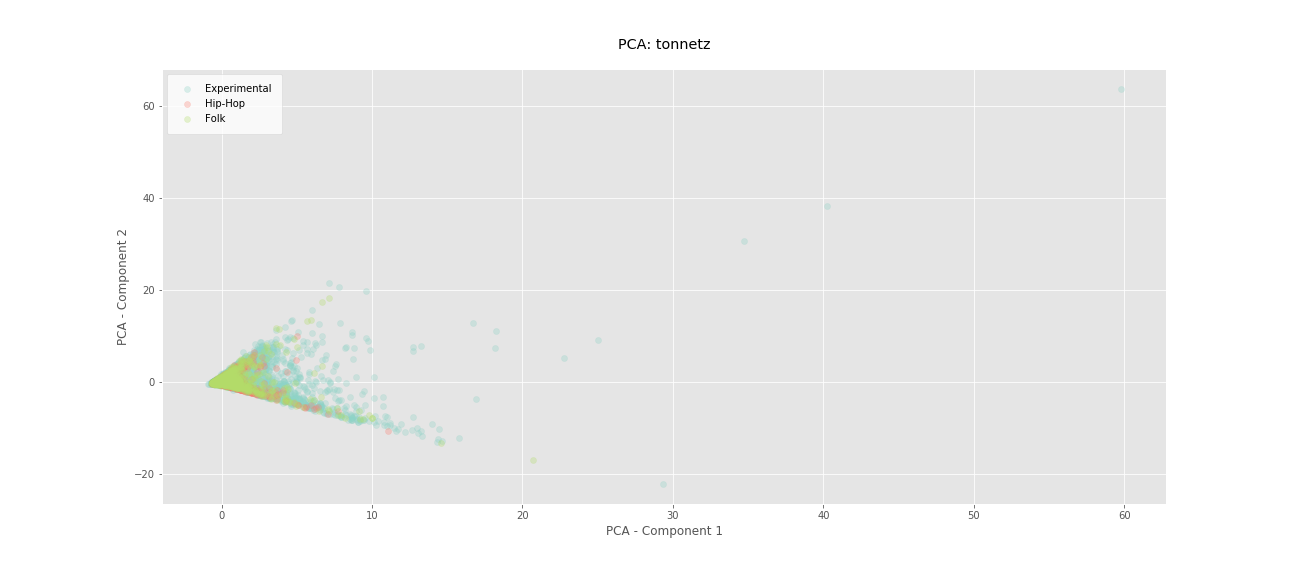 PCA: tonnetz
Experimental
Hip-Hop
Folk
60
40
20
0
−20
PCA - Component 2
0
10
20
30
40
50
60
PCA - Component 1